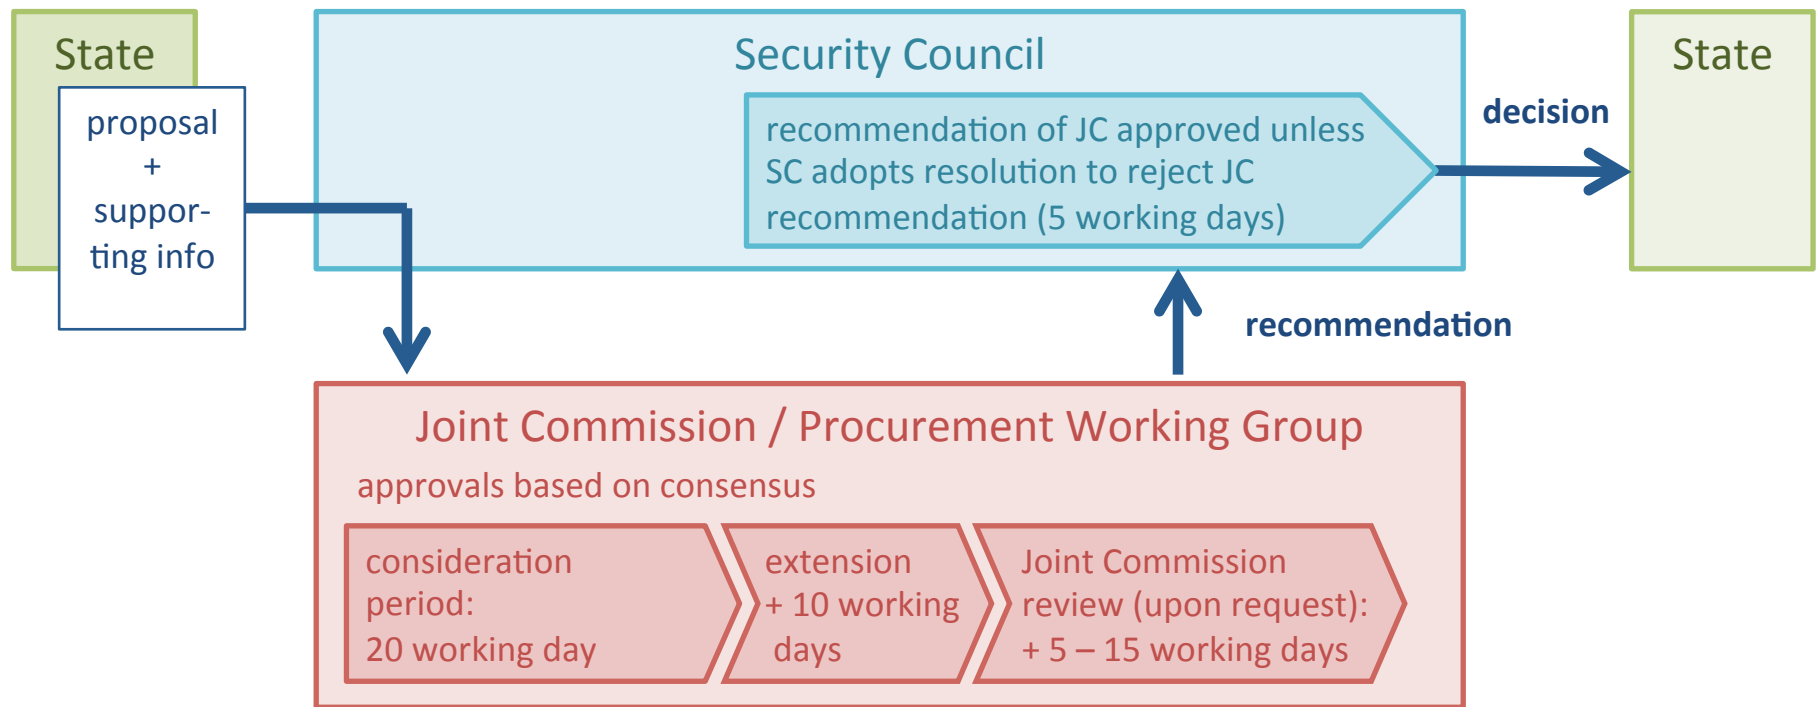 State
proposal
+
suppor-
ting info
Security Council
recommendation of JC approved unless
SC adopts resolution to reject JC
recommendation (5 working days)
decision
State
recommendation
Joint Commission / Procurement Working Group
approvals based on consensus
consideration
period:
20 working day
extension
+ 10 working
days
Joint Commission
review (upon request):
+ 5 – 15 working days